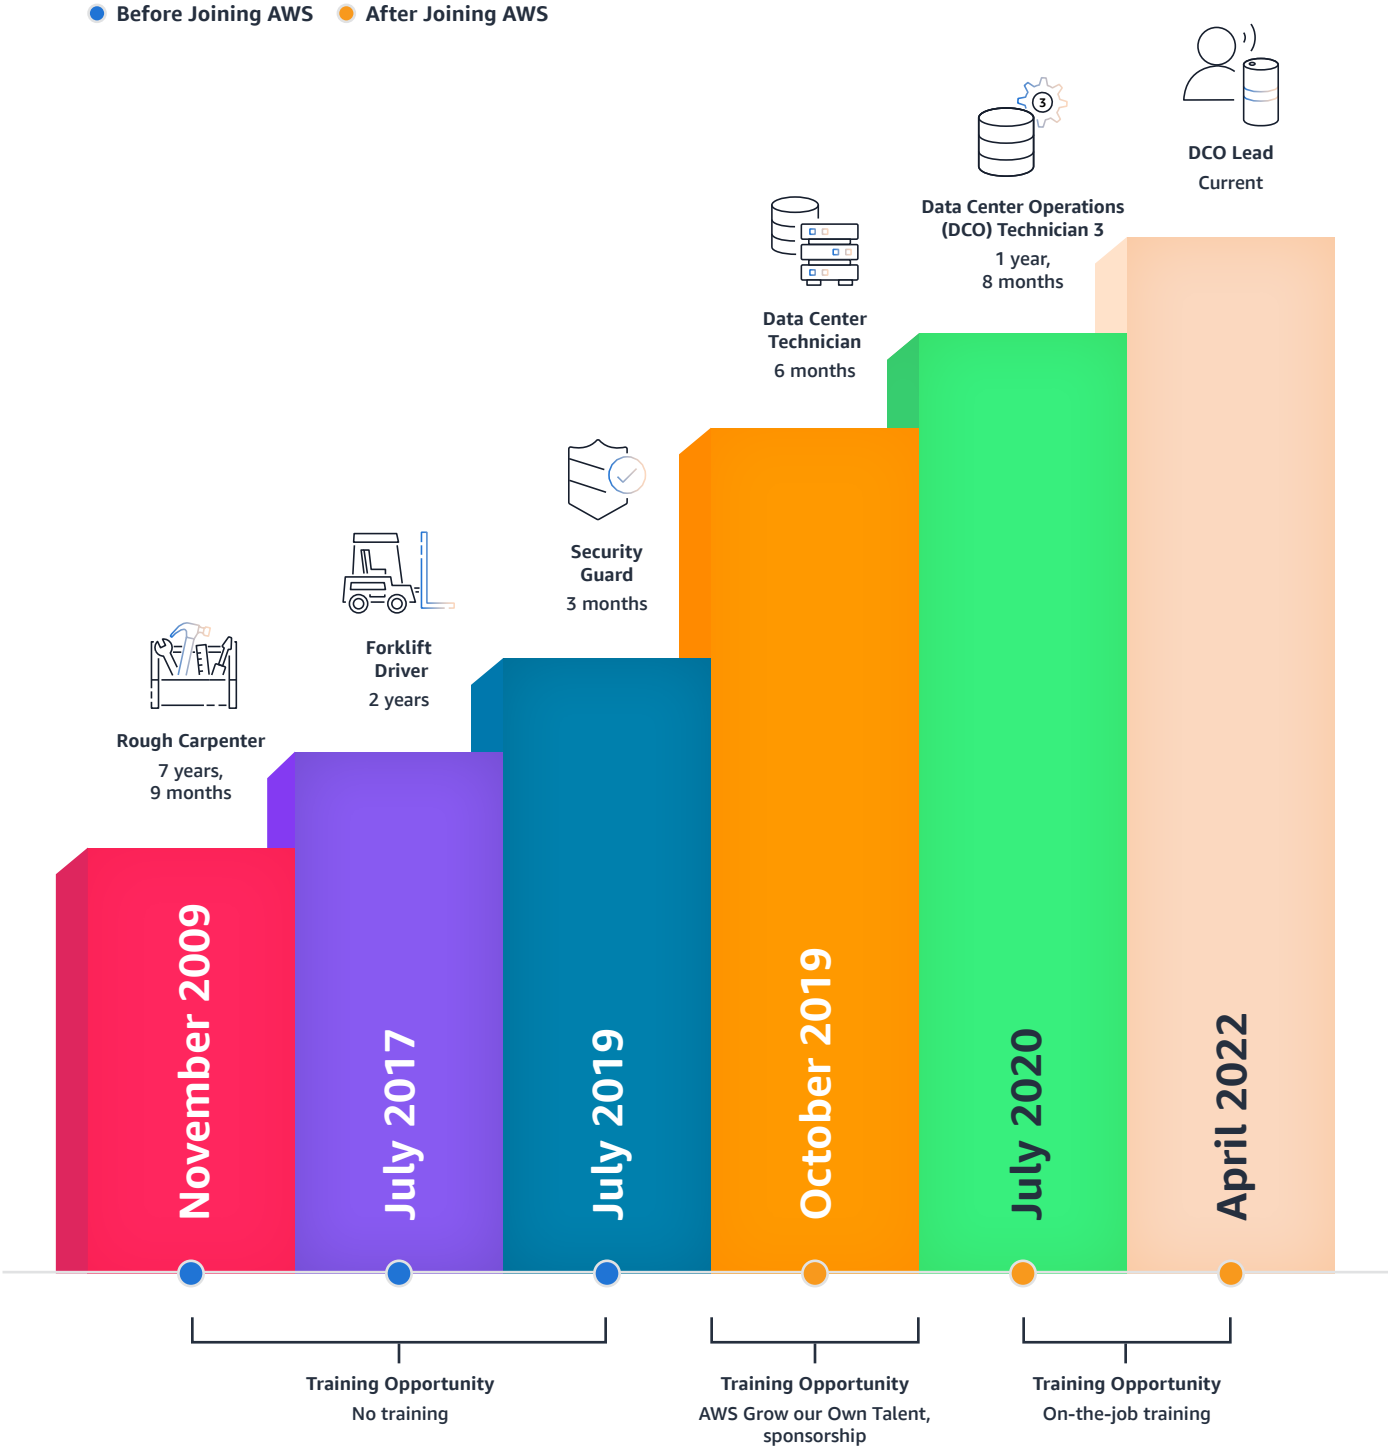 Before Joining AWS
After Joining AWS
3
DCO Lead
Current
Data Center Operations
(DCO) Technician 3
1 year,
8 months
Data Center
Technician
6 months
Security
Guard
3 months
Forklift
Driver
2 years
Rough Carpenter
7 years,
9 months
November 2009
July 2017
July 2019
October 2019
July 2020
April 2022
Training Opportunity
No training
Training Opportunity
AWS Grow our Own Talent,
sponsorship
Training Opportunity
On-the-job training